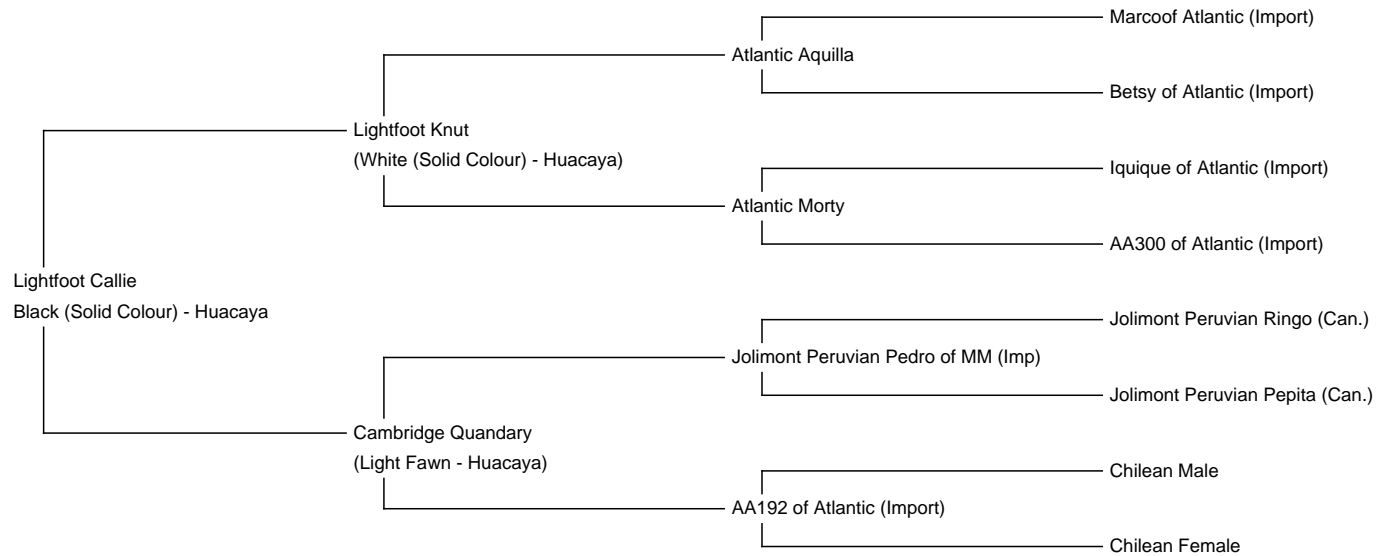 Marcoof Atlantic (Import)
Atlantic Aquilla
Betsy of Atlantic (Import)
Lightfoot Knut
(White (Solid Colour) - Huacaya)
Iquique of Atlantic (Import)
Atlantic Morty
AA300 of Atlantic (Import)
Lightfoot Callie
Black (Solid Colour) - Huacaya
Jolimont Peruvian Ringo (Can.)
Jolimont Peruvian Pedro of MM (Imp)
Jolimont Peruvian Pepita (Can.)
Cambridge Quandary
(Light Fawn - Huacaya)
Chilean Male
AA192 of Atlantic (Import)
Chilean Female